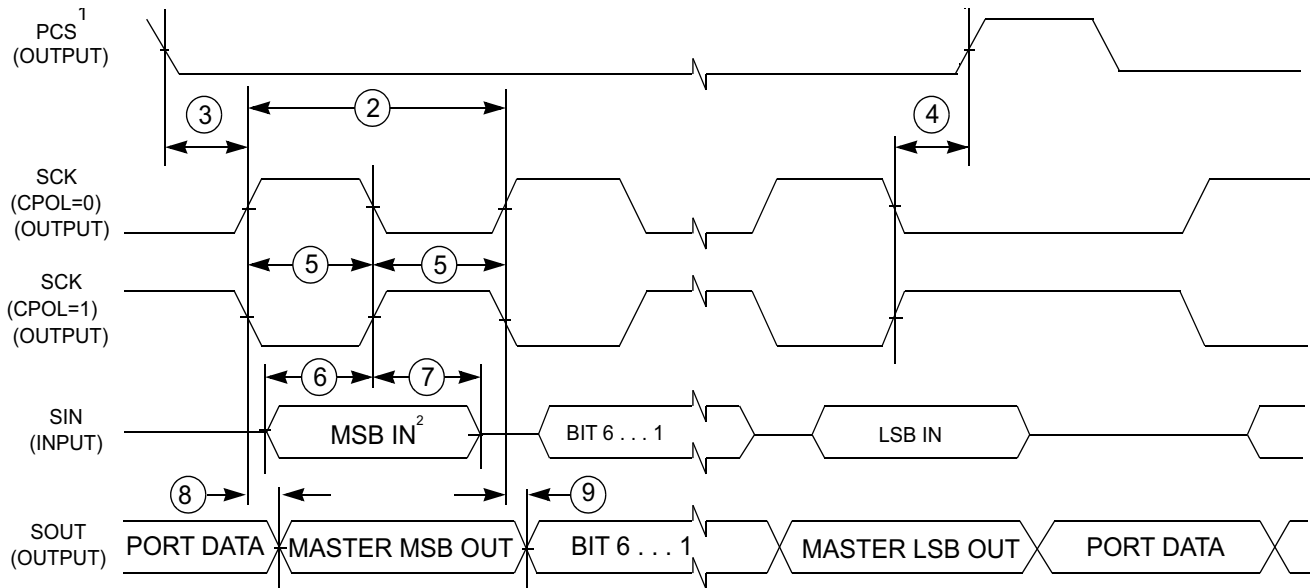 PCS1
(OUTPUT)
3
2
4
SCK
(CPOL=0)
(OUTPUT)
5
5
SCK
(CPOL=1)
(OUTPUT)
6
7
SIN
(INPUT)
MSB IN2
BIT 6 . . . 1
LSB IN
8
9
SOUT
(OUTPUT)
PORT DATA
MASTER MSB OUT
BIT 6 . . . 1
MASTER LSB OUT
PORT DATA